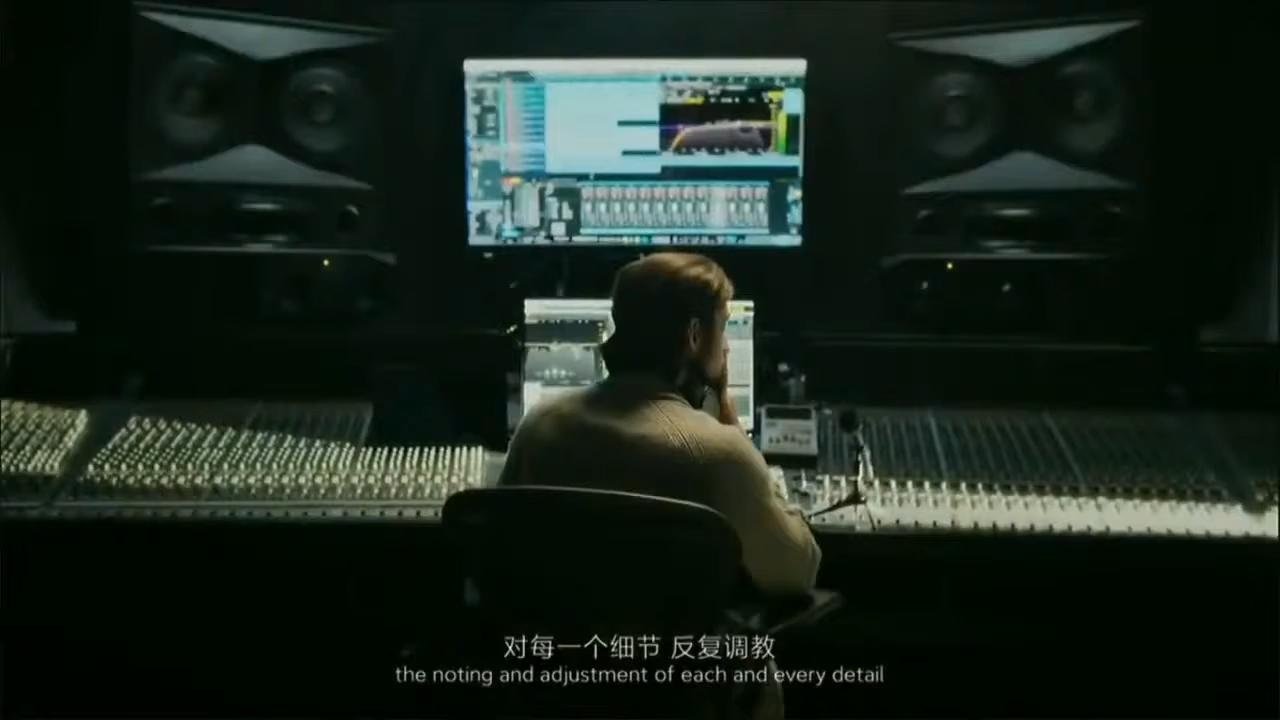 对每一个细节 反复调教
the noting and adjustment of each and every detail